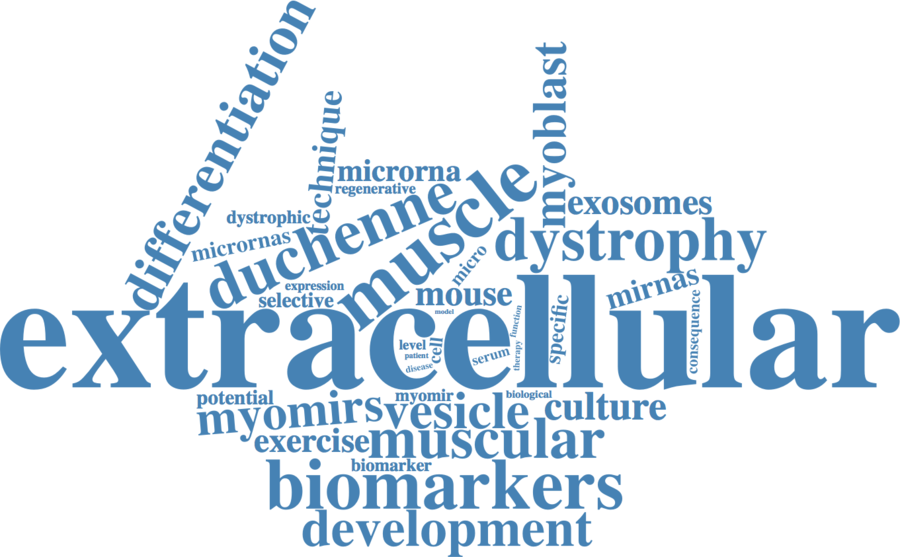 differentiation
technique
myoblast
microrna
regenerative
muscle
duchenne
exosomes
dystrophic
micrornas
dystrophy
micro
expression
selective
mouse
mirnas
model
extracellular
specific
function
consequence
level
cell
patient
serum
therapy
disease
potential
myomir
biological
myomirs
vesicle
culture
exercise
muscular
biomarker
biomarkers
development